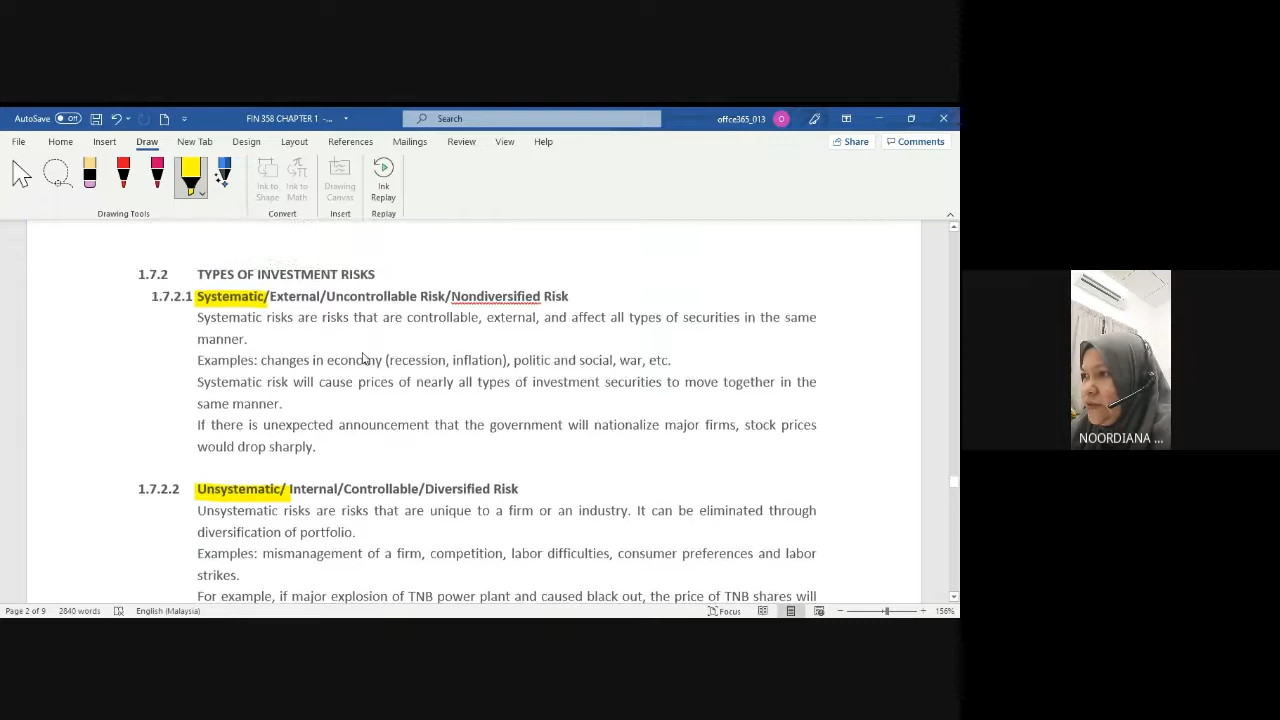 AutoSave Off FIN 358 CHAPTER 1 -... Search offce365_013 O
File Home Insert Draw New Tab Design Layout References Mailings Review View Help Share Comments
Ink to Shape Ink to Math Drawing Canvas Ink Replay
Drawing Tools Convert Insert Replay
1.7.2 TYPES OF INVESTMENT RISKS
1.7.2.1 Systematic/External/Uncontrollable Risk/Nondiversified Risk
Systematic risks are risks that are controllable, external, and affect all types of securities in the same
manner.
Examples: changes in economy (recession, inflation), politic and social, war, etc.
Systematic risk will cause prices of nearly all types of investment securities to move together in the
same manner.
If there is unexpected announcement that the government will nationalize major firms, stock prices
would drop sharply.
1.7.2.2 Unsystematic/ Internal/Controllable/Diversified Risk
Unsystematic risks are risks that are unique to a firm or an industry. It can be eliminated through
diversification of portfolio.
Examples: mismanagement of a firm, competition, labor difficulties, consumer preferences and labor
strikes.
For example, if major explosion of TNB power plant and caused black out, the price of TNB shares will
Page 2 of 9 2840 words English (Malaysia) Focus 156%
NOORDIANA ...